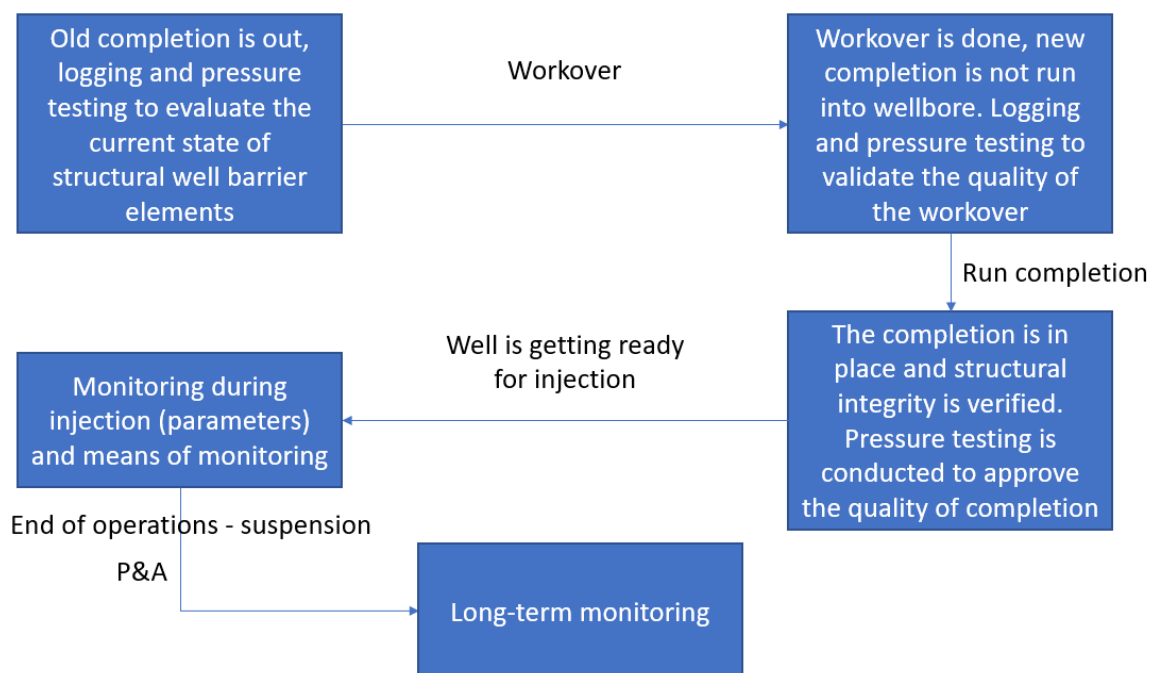 Old completion is out,
logging and pressure
testing to evaluate the
current state of
structural well barrier
elements
Workover
Workover is done, new
completion is not run
into wellbore. Logging
and pressure testing to
validate the quality of
the workover
Run completion
The completion is in
place and structural
integrity is verified.
Pressure testing is
conducted to approve
the quality of completion
Well is getting ready
for injection
Monitoring during
injection (parameters)
and means of monitoring
End of operations - suspension
P&A
Long-term monitoring